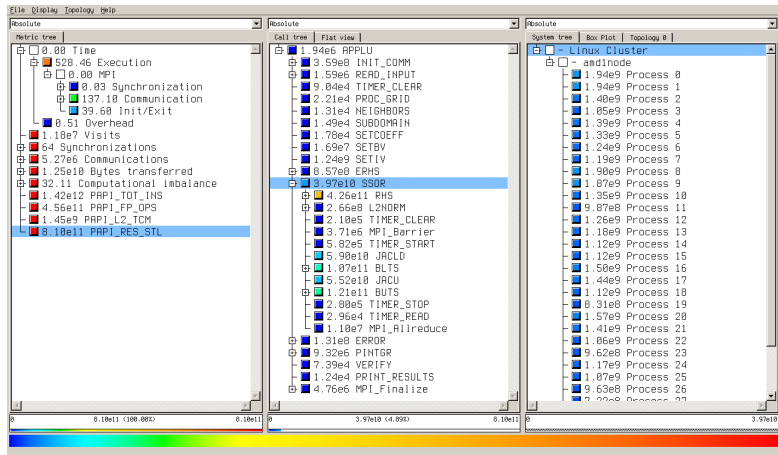 File Display Topology Help
Absolute
Metric tree
0.00 Time
528.46 Execution
0.00 MPI
0.03 Synchronization
137.10 Communication
39.60 Init/Exit
0.51 Overhead
1.18e7 Visits
64 Synchronizations
5.27e6 Communications
1.25e10 Bytes transferred
32.11 Computational imbalance
1.42e12 PAPI_TOT_INS
4.56e11 PAPI_FP_OPS
1.45e9 PAPI_L2_TCM
8.10e11 PAPI_RES_STL
0 8.10e11 (100.00%) 8.10e11
Absolute
Call tree Flat view
1.94e6 APPLU
3.59e8 INIT_COMM
1.59e6 READ_INPUT
9.04e4 TIMER_CLEAR
2.21e4 PROC_GRID
1.31e4 NEIGHBORS
1.49e4 SUBDOMAIN
1.78e4 SETCOEFF
1.69e7 SETBV
1.24e9 SETIV
8.57e8 ERHS
3.97e10 SSOR
4.26e11 RHS
2.66e8 L2NORM
2.10e5 TIMER_CLEAR
3.71e6 MPI_Barrier
5.82e5 TIMER_START
5.90e10 JACLD
1.07e11 BLTS
5.52e10 JACU
1.21e11 BUTS
2.80e5 TIMER_STOP
2.96e4 TIMER_READ
1.10e7 MPI_Allreduce
1.31e8 ERROR
9.32e6 PINTGR
7.39e4 VERIFY
1.24e4 PRINT_RESULTS
4.76e6 MPI_Finalize
0 3.97e10 (4.89%) 8.10e11
Absolute
System tree Box Plot Topology 0
- Linux Cluster
- amd1node
1.94e9 Process 0
1.94e9 Process 1
1.40e9 Process 2
1.05e9 Process 3
1.39e9 Process 4
1.33e9 Process 5
1.24e9 Process 6
1.19e9 Process 7
1.90e9 Process 8
1.87e9 Process 9
1.35e9 Process 10
9.87e8 Process 11
1.26e9 Process 12
1.18e9 Process 13
1.12e9 Process 14
1.12e9 Process 15
1.50e9 Process 16
1.44e9 Process 17
1.12e9 Process 18
8.31e8 Process 19
1.57e9 Process 20
1.41e9 Process 21
1.06e9 Process 22
9.62e8 Process 23
1.17e9 Process 24
1.07e9 Process 25
9.63e8 Process 26
Process 27
0 3.97e10